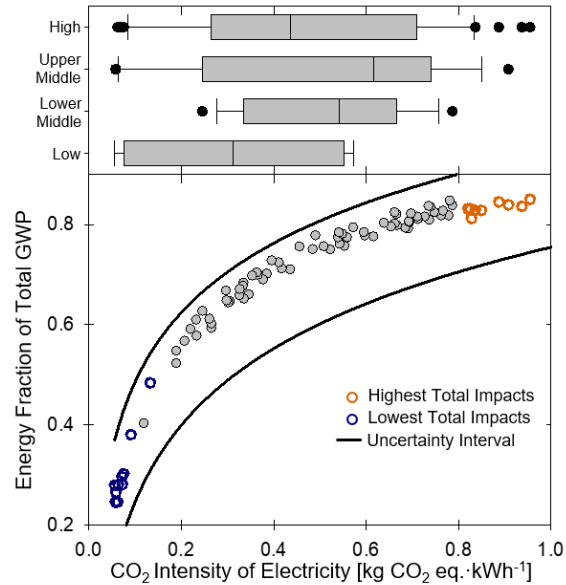 High
Upper
Middle
Lower
Middle
Low
Energy Fraction of Total GWP
0.8
0.6
0.4
0.2
Highest Total Impacts
Lowest Total Impacts
Uncertainty Interval
0.0 0.2 0.4 0.6 0.8 1.0
CO₂ Intensity of Electricity [kg CO₂ eq.·kWh⁻¹]